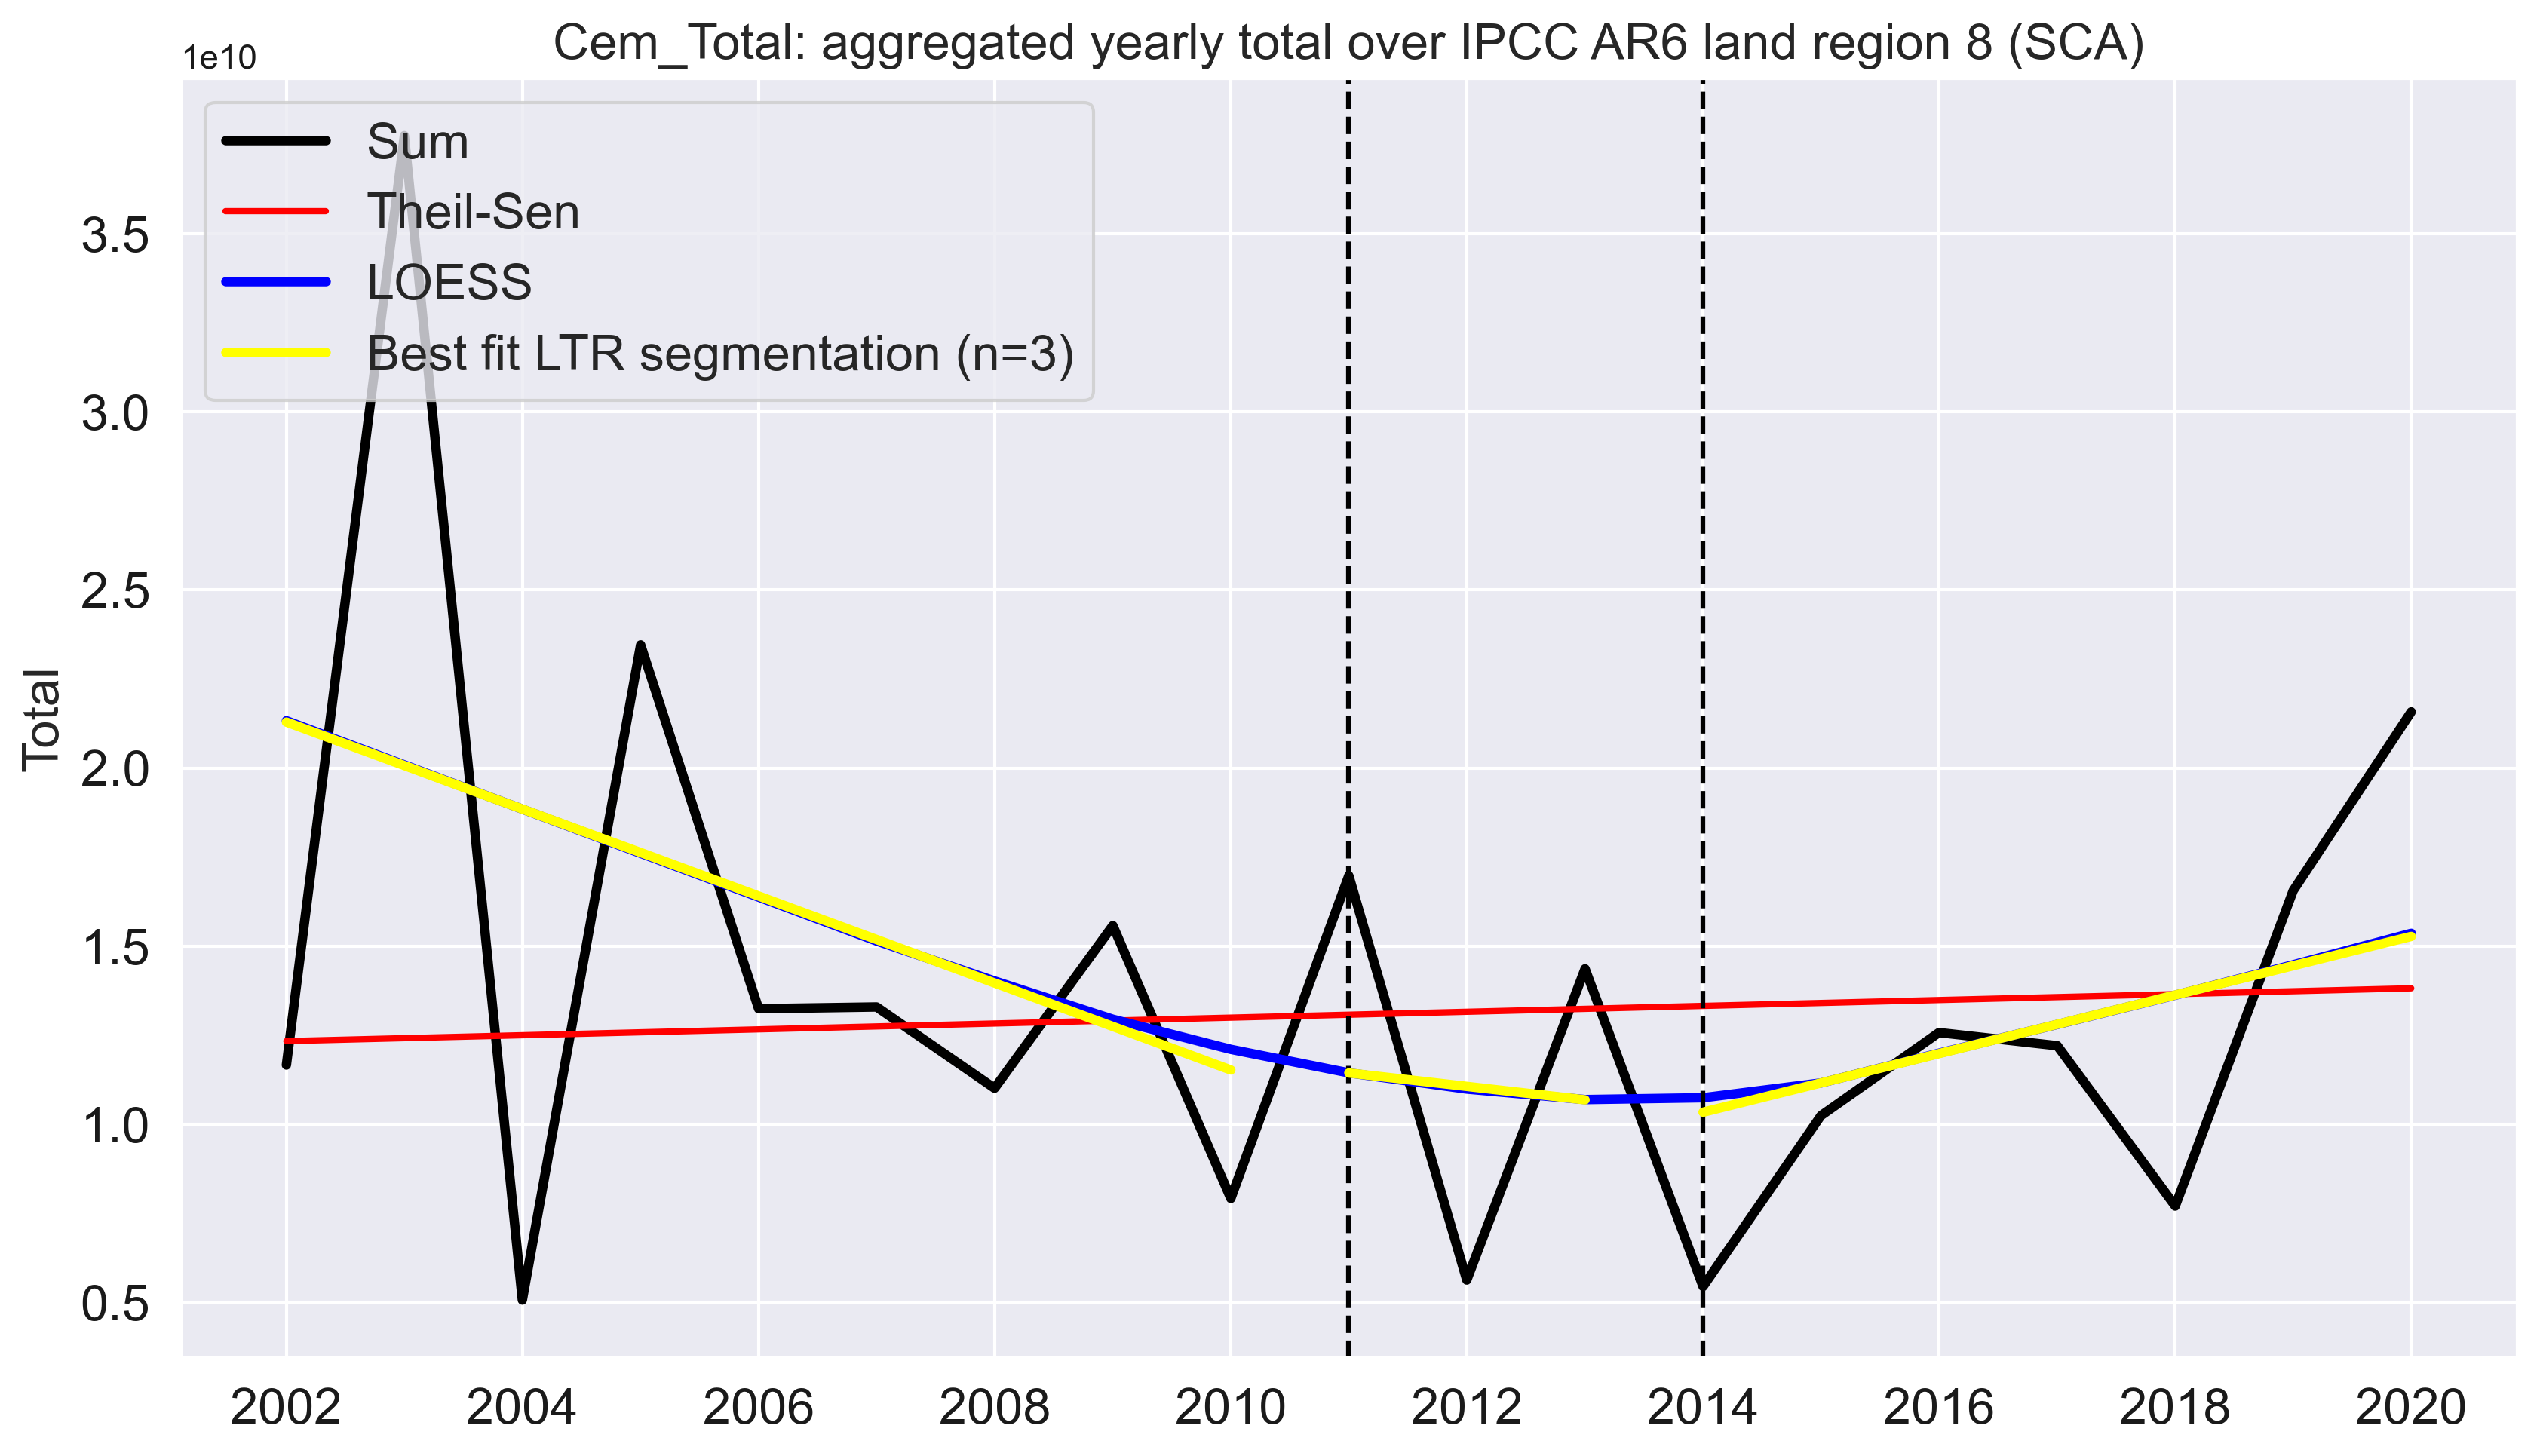 Cem_Total: aggregated yearly total over IPCC AR6 land region 8 (SCA)
1e10
Sum
Theil-Sen
LOESS
Best fit LTR segmentation (n=3)
Total
3.5
3.0
2.5
2.0
1.5
1.0
0.5
2002 2004 2006 2008 2010 2012 2014 2016 2018 2020